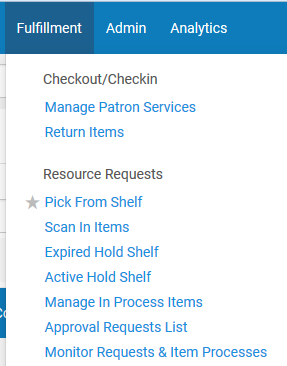 Fulfillment Admin Analytics
Checkout/Checkin
Manage Patron Services
Return Items
Resource Requests
Pick From Shelf
Scan In Items
Expired Hold Shelf
Active Hold Shelf
Manage In Process Items
Approval Requests List
Monitor Requests & Item Processes